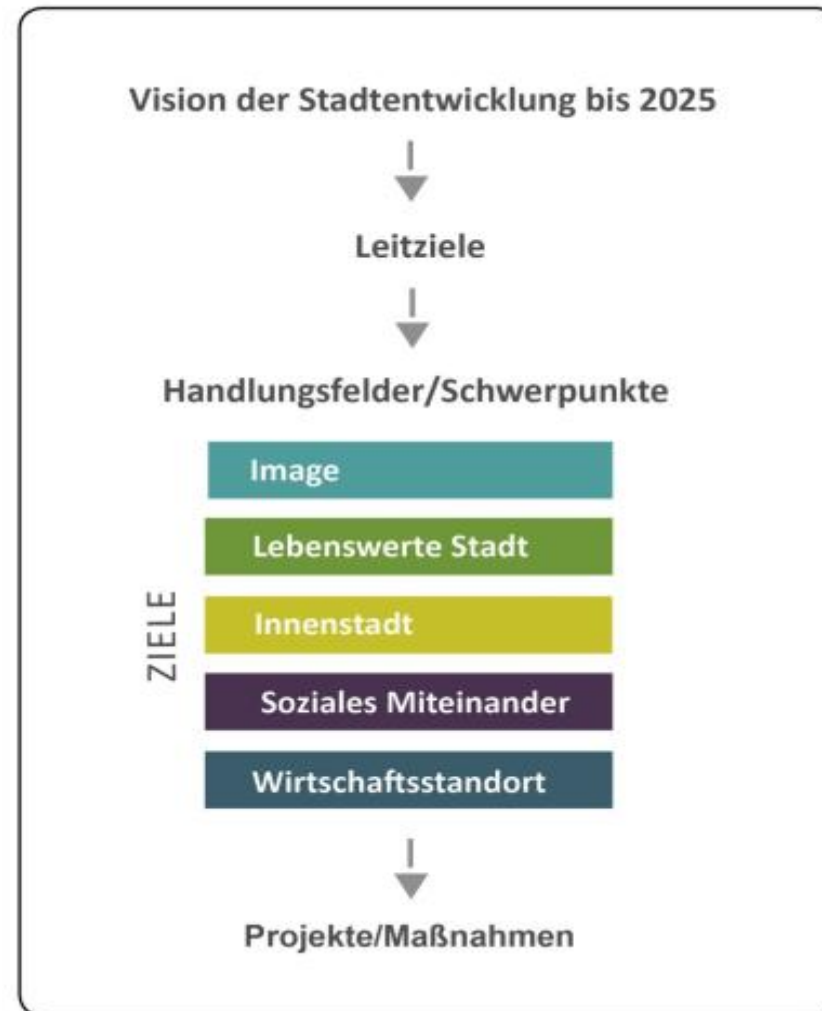 Vision der Stadtentwicklung bis 2025
Leitziele
Handlungsfelder/Schwerpunkte
ZIELE
Image
Lebenswerte Stadt
Innenstadt
Soziales Miteinander
Wirtschaftsstandort
Projekte/Maßnahmen